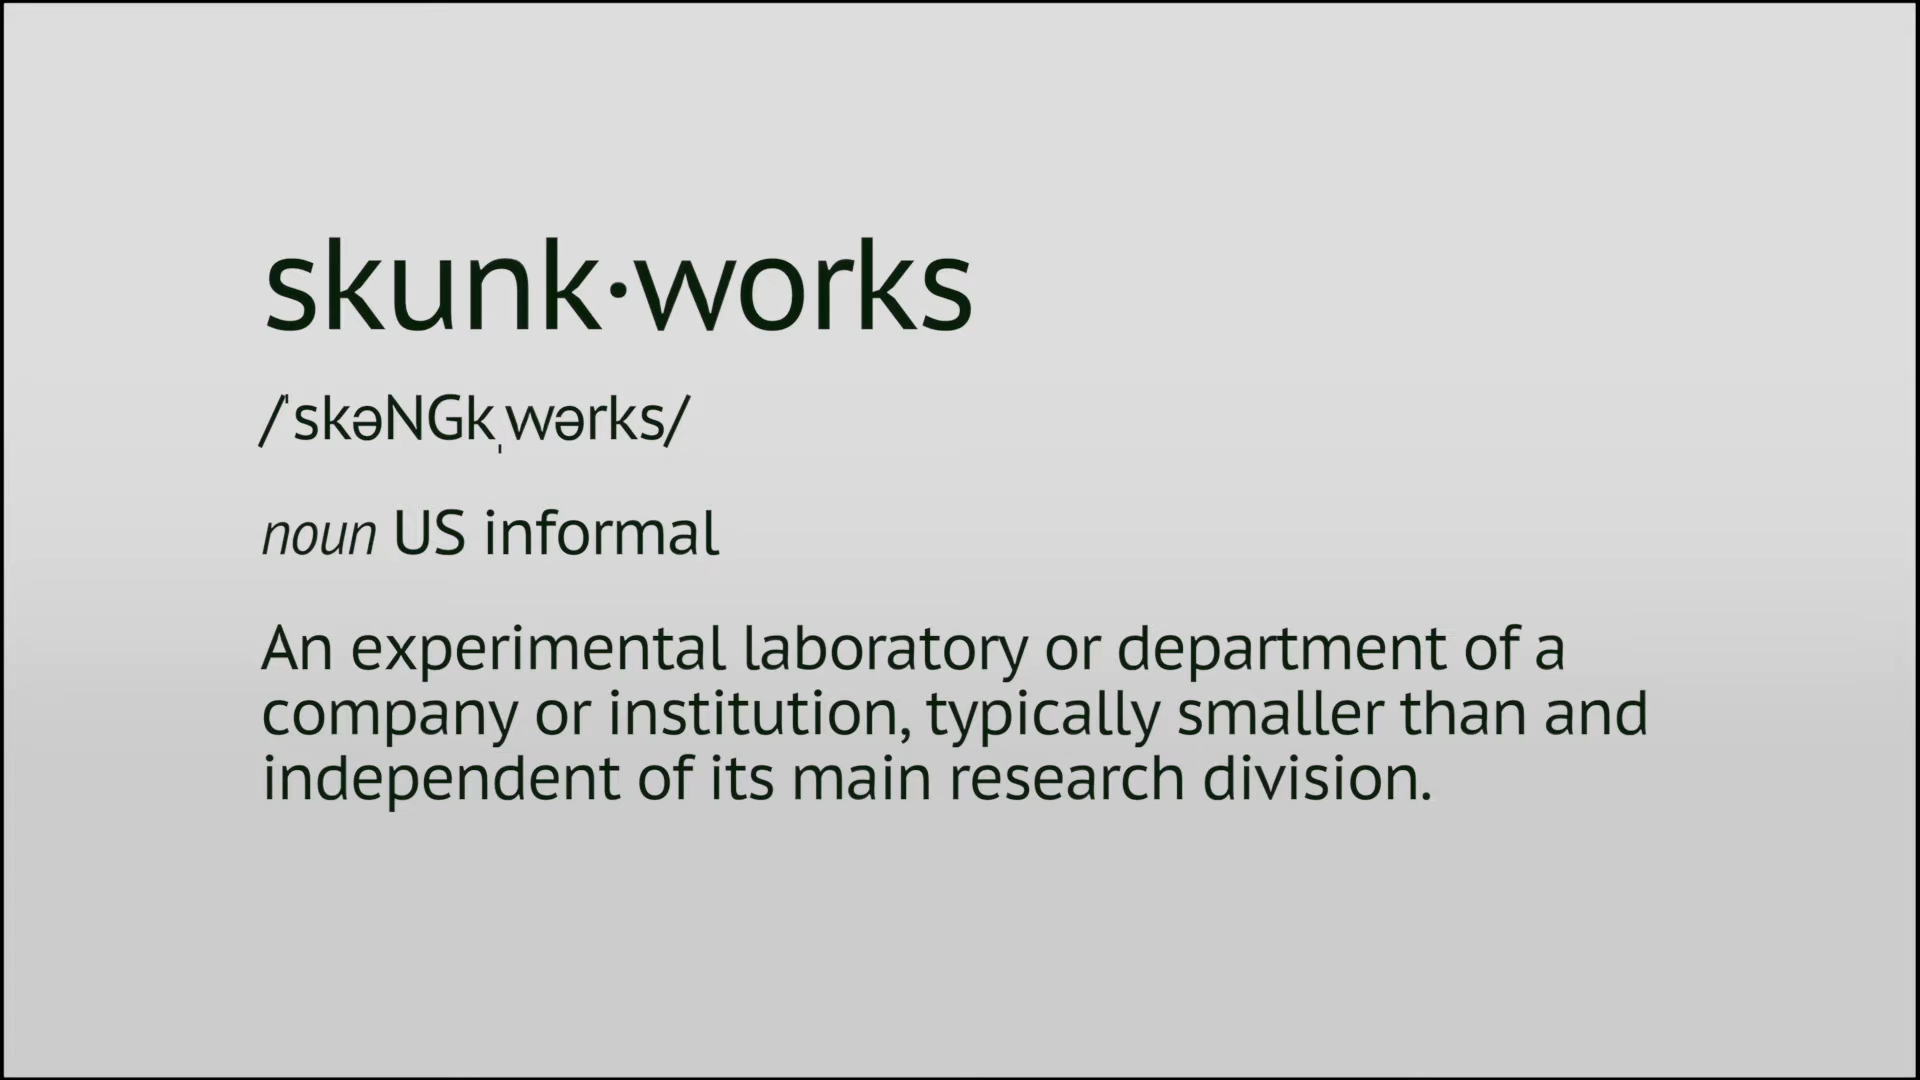 skunk·works
/ˈskəNGkˌwərks/
noun US informal
An experimental laboratory or department of a
company or institution, typically smaller than and
independent of its main research division.